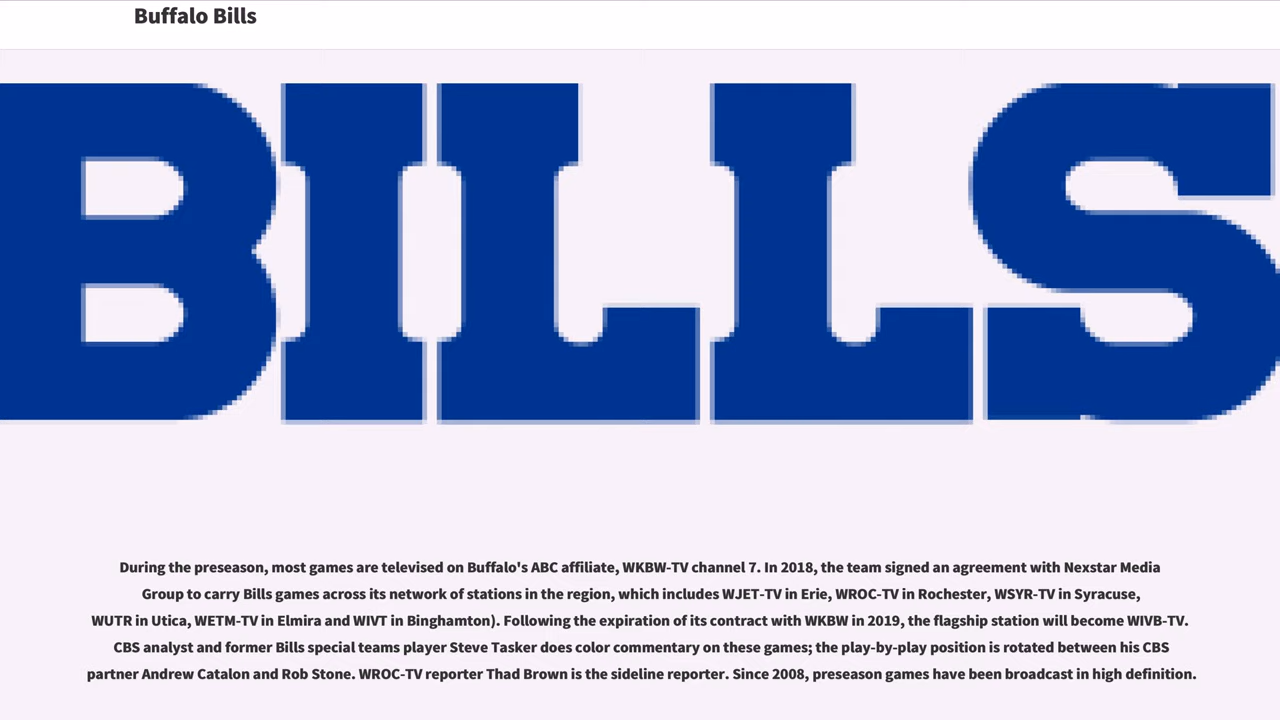 Buffalo Bills
BILLS
During the preseason, most games are televised on Buffalo's ABC affiliate, WKBW-TV channel 7. In 2018, the team signed an agreement with Nexstar Media
Group to carry Bills games across its network of stations in the region, which includes WJET-TV in Erie, WROC-TV in Rochester, WSYR-TV in Syracuse,
WUTR in Utica, WETM-TV in Elmira and WIVT in Binghamton). Following the expiration of its contract with WKBW in 2019, the flagship station will become WIVB-TV.
CBS analyst and former Bills special teams player Steve Tasker does color commentary on these games; the play-by-play position is rotated between his CBS
partner Andrew Catalon and Rob Stone. WROC-TV reporter Thad Brown is the sideline reporter. Since 2008, preseason games have been broadcast in high definition.